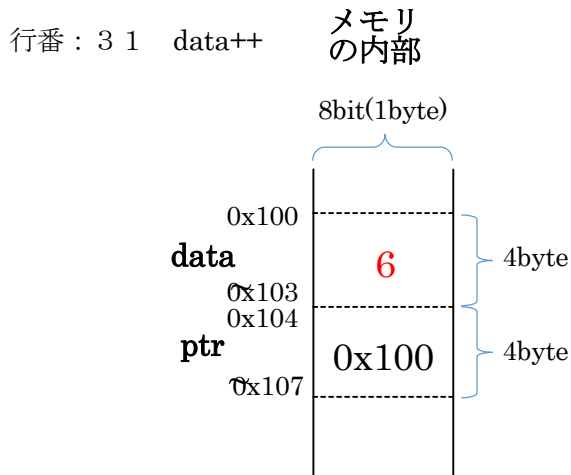 行番：３１ data++
メモリ
の内部
8bit(1byte)
0x100
data
6
4byte
～
0x103
0x104
ptr
0x100
4byte
～
0x107